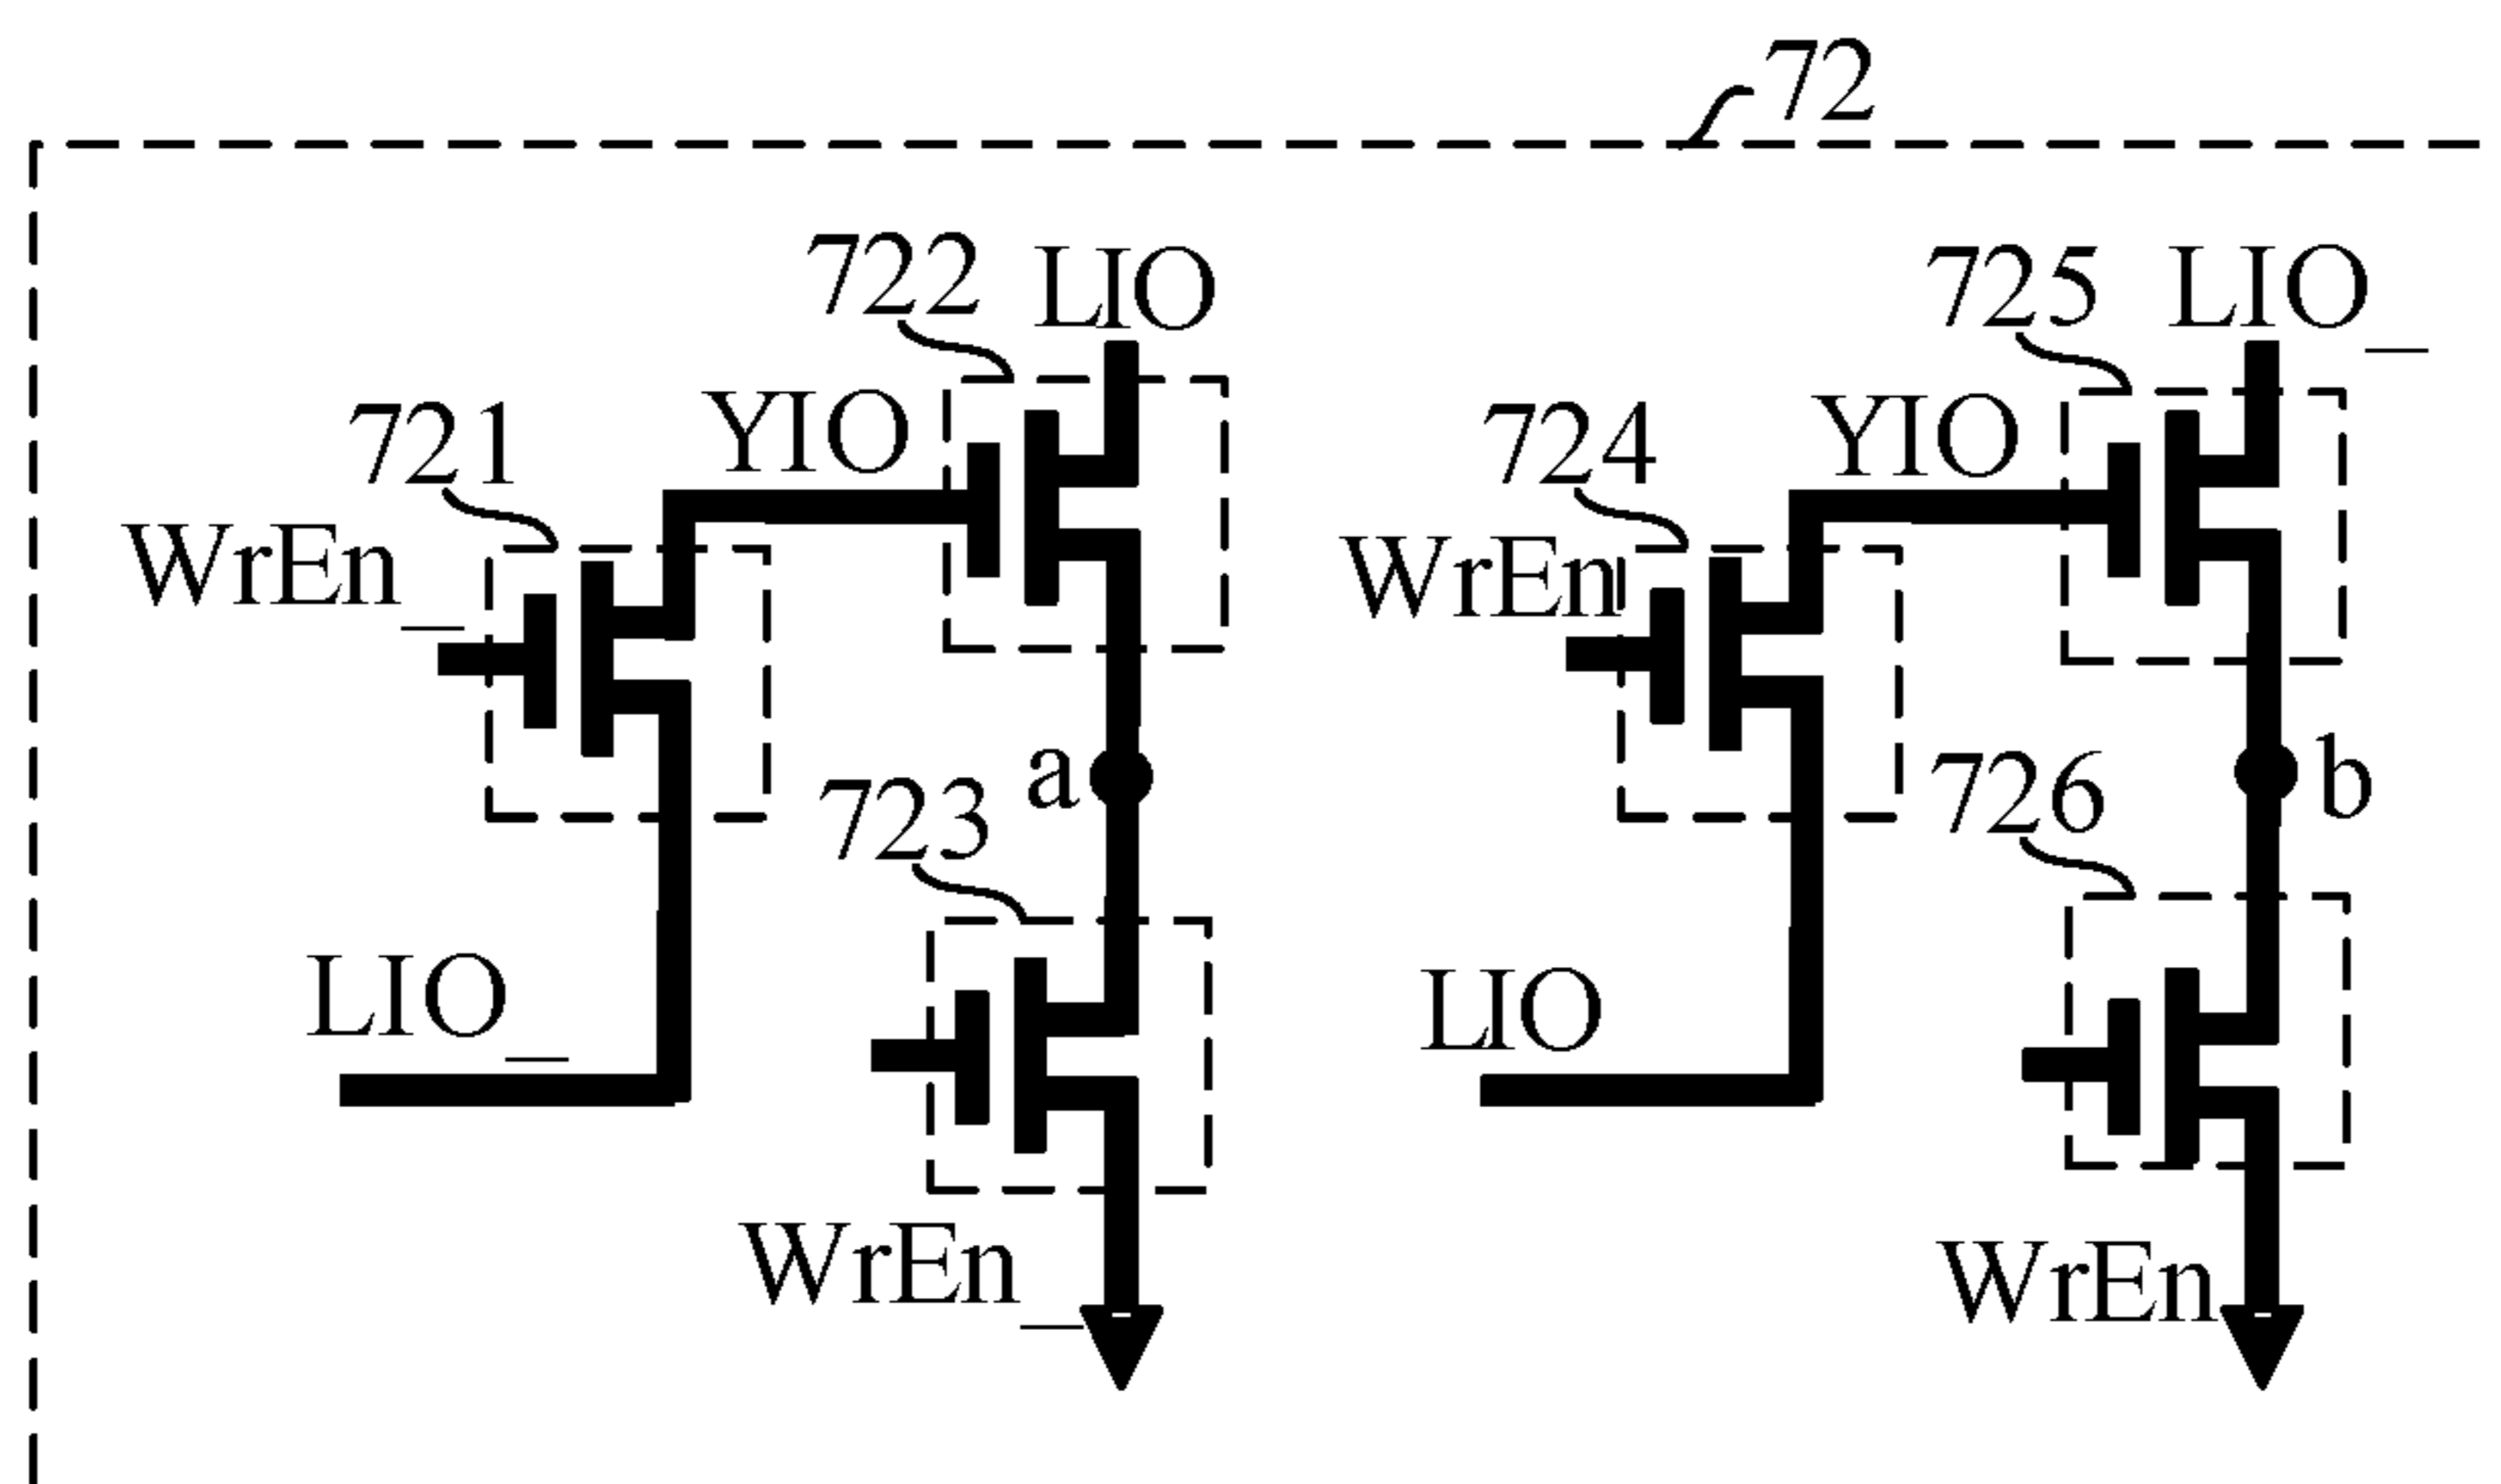 72
722 LIO
725 LIO_
721
YIO
724
YIO
WrEn_
WrEn
a
b
723
726
LIO_
LIO
WrEn_
WrEn